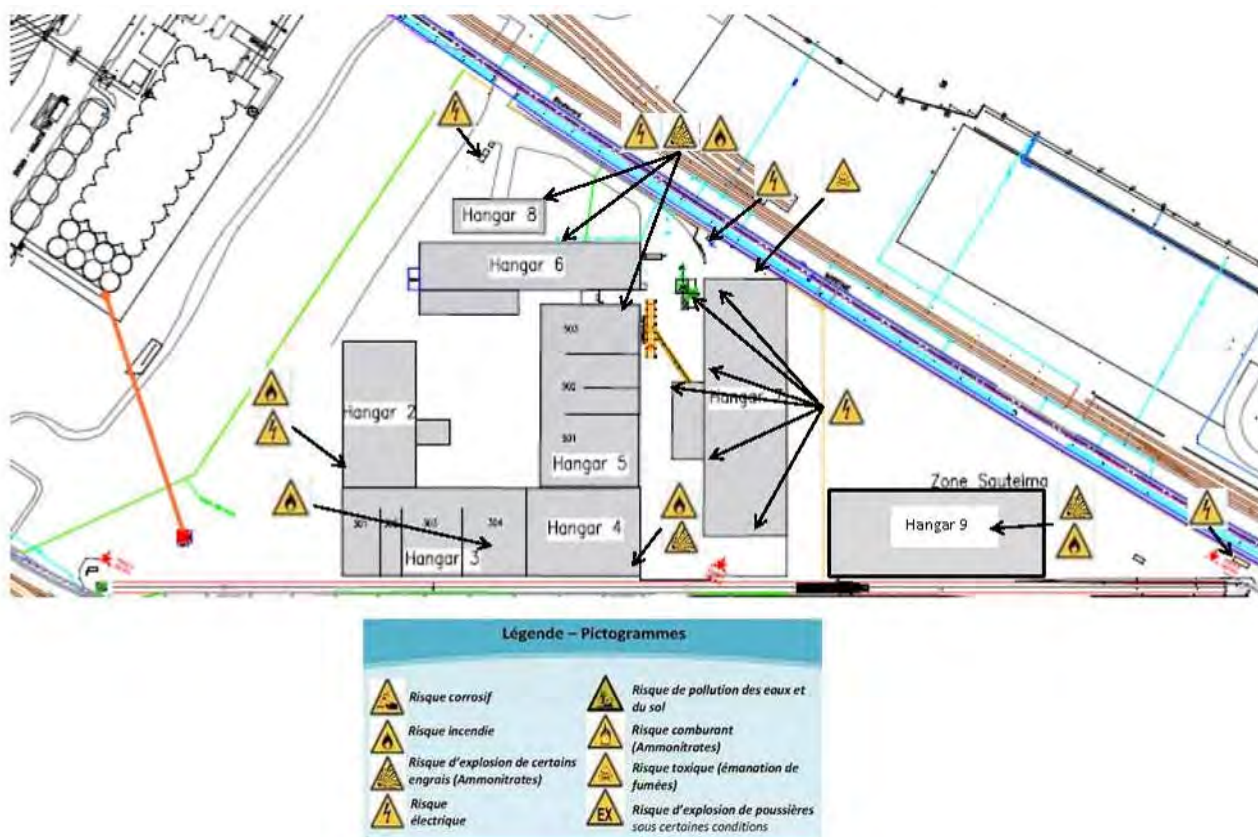 Hangar 8
Hangar 6
503
502
501
Hangar 5
Hangar 2
Hangar 7
301
303
304
Hangar 3
Hangar 4
Zone Sautelma
Hangar 9
P
Légende – Pictogrammes
Risque corrosif
Risque incendie
Risque d'explosion de certains
engrais (Ammonitrates)
Risque
électrique
Risque de pollution des eaux et
du sol
Risque comburant
(Ammonitrates)
Risque toxique (émanation de
fumées)
EX
Risque d'explosion de poussières
sous certaines conditions